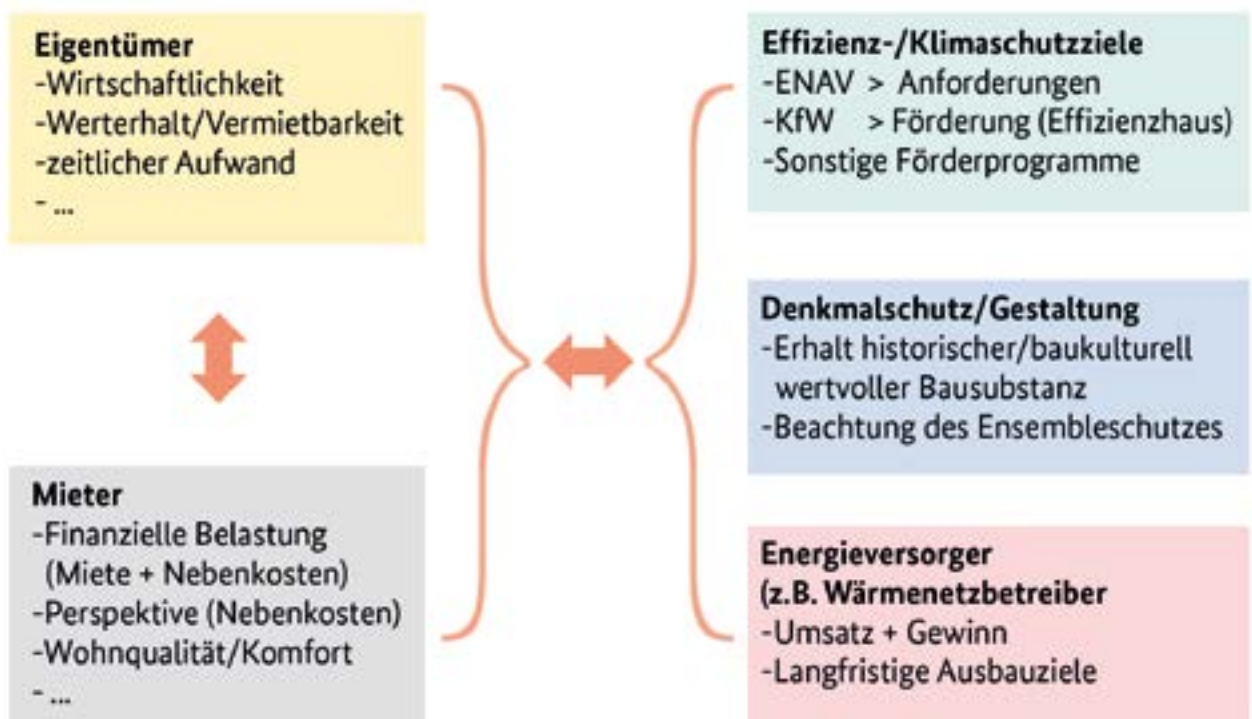 Eigentümer
-Wirtschaftlichkeit
-Werterhalt/Vermietbarkeit
-zeitlicher Aufwand
- ...
Mieter
-Finanzielle Belastung
(Miete + Nebenkosten)
-Perspektive (Nebenkosten)
-Wohnqualität/Komfort
- ...
Effizienz-/Klimaschutzziele
-ENAV > Anforderungen
-KfW > Förderung (Effizienzhaus)
-Sonstige Förderprogramme
Denkmalschutz/Gestaltung
-Erhalt historischer/baukulturell
wertvoller Bausubstanz
-Beachtung des Ensembleschutzes
Energieversorger
(z.B. Wärmenetzbetreiber
-Umsatz + Gewinn
-Langfristige Ausbauziele